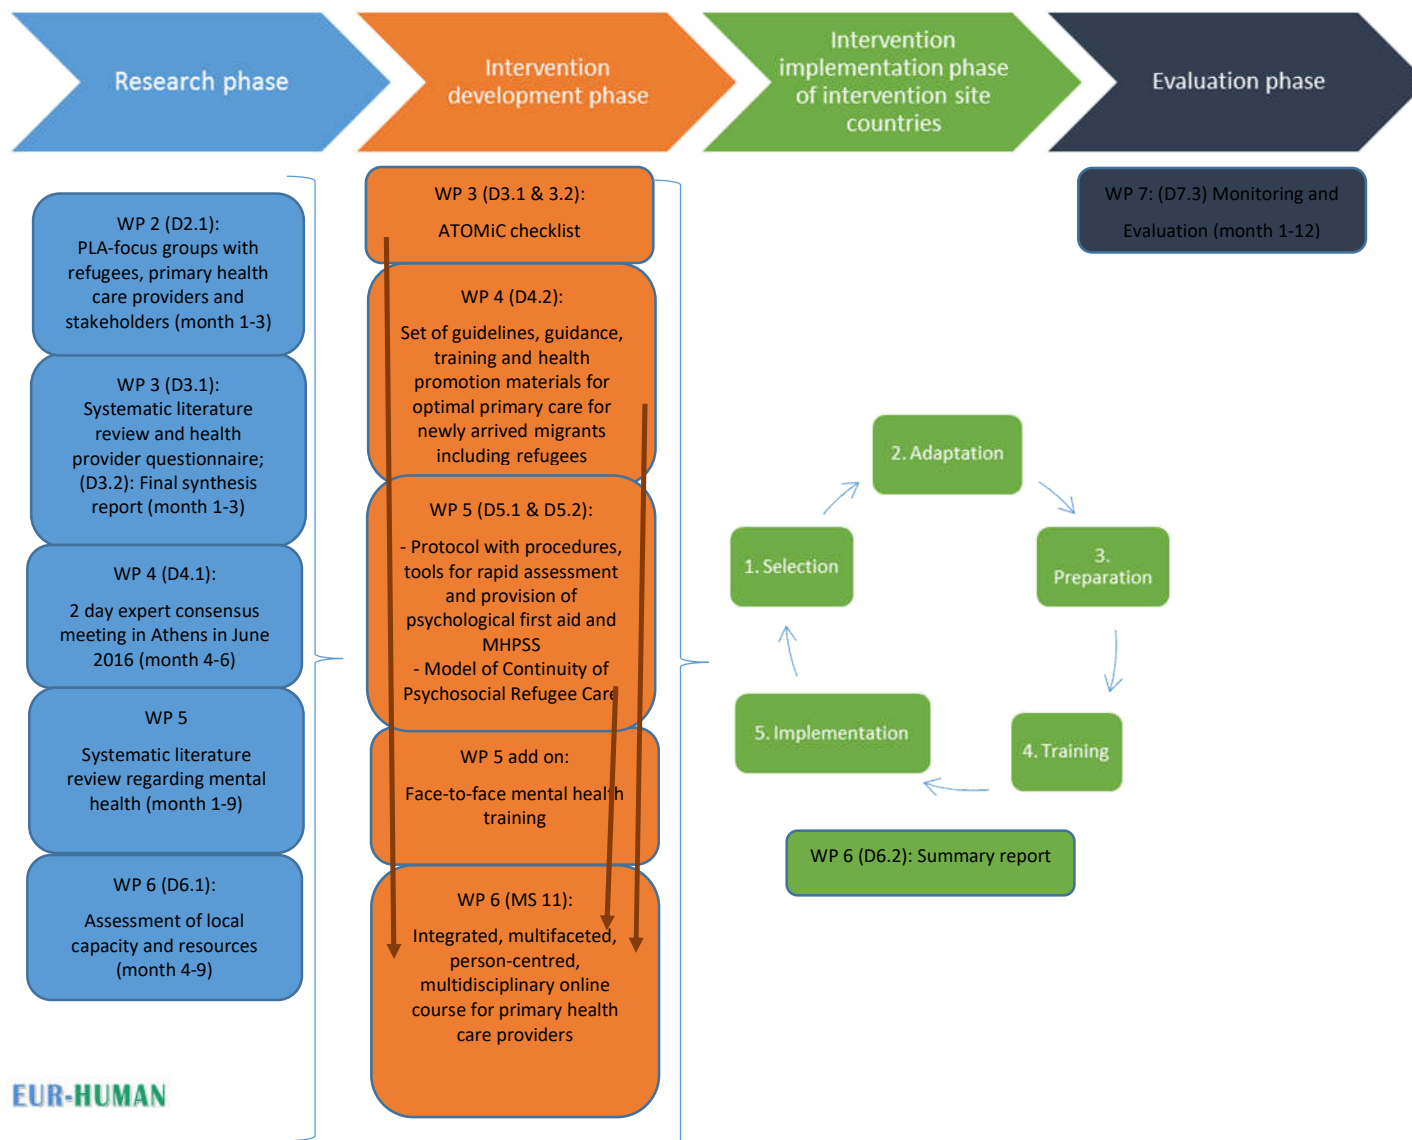 Research phase
Intervention
development phase
Intervention
implementation phase
of intervention site
countries
Evaluation phase
WP 2 (D2.1):
PLA-focus groups with
refugees, primary health
care providers and
stakeholders (month 1-3)
WP 3 (D3.1):
Systematic literature
review and health
provider questionnaire;
(D3.2): Final synthesis
report (month 1-3)
WP 4 (D4.1):
2 day expert consensus
meeting in Athens in June
2016 (month 4-6)
WP 5
Systematic literature
review regarding mental
health (month 1-9)
WP 6 (D6.1):
Assessment of local
capacity and resources
(month 4-9)
WP 3 (D3.1 & 3.2):
ATOMiC checklist
WP 4 (D4.2):
Set of guidelines, guidance,
training and health
promotion materials for
optimal primary care for
newly arrived migrants
including refugees
WP 5 (D5.1 & D5.2):
- Protocol with procedures,
tools for rapid assessment
and provision of
psychological first aid and
MHPSS
- Model of Continuity of
Psychosocial Refugee Care
WP 5 add on:
Face-to-face mental health
training
WP 6 (MS 11):
Integrated, multifaceted,
person-centred,
multidisciplinary online
course for primary health
care providers
1. Selection
2. Adaptation
3.
Preparation
4. Training
5. Implementation
WP 6 (D6.2): Summary report
WP 7: (D7.3) Monitoring and
Evaluation (month 1-12)
EUR-HUMAN